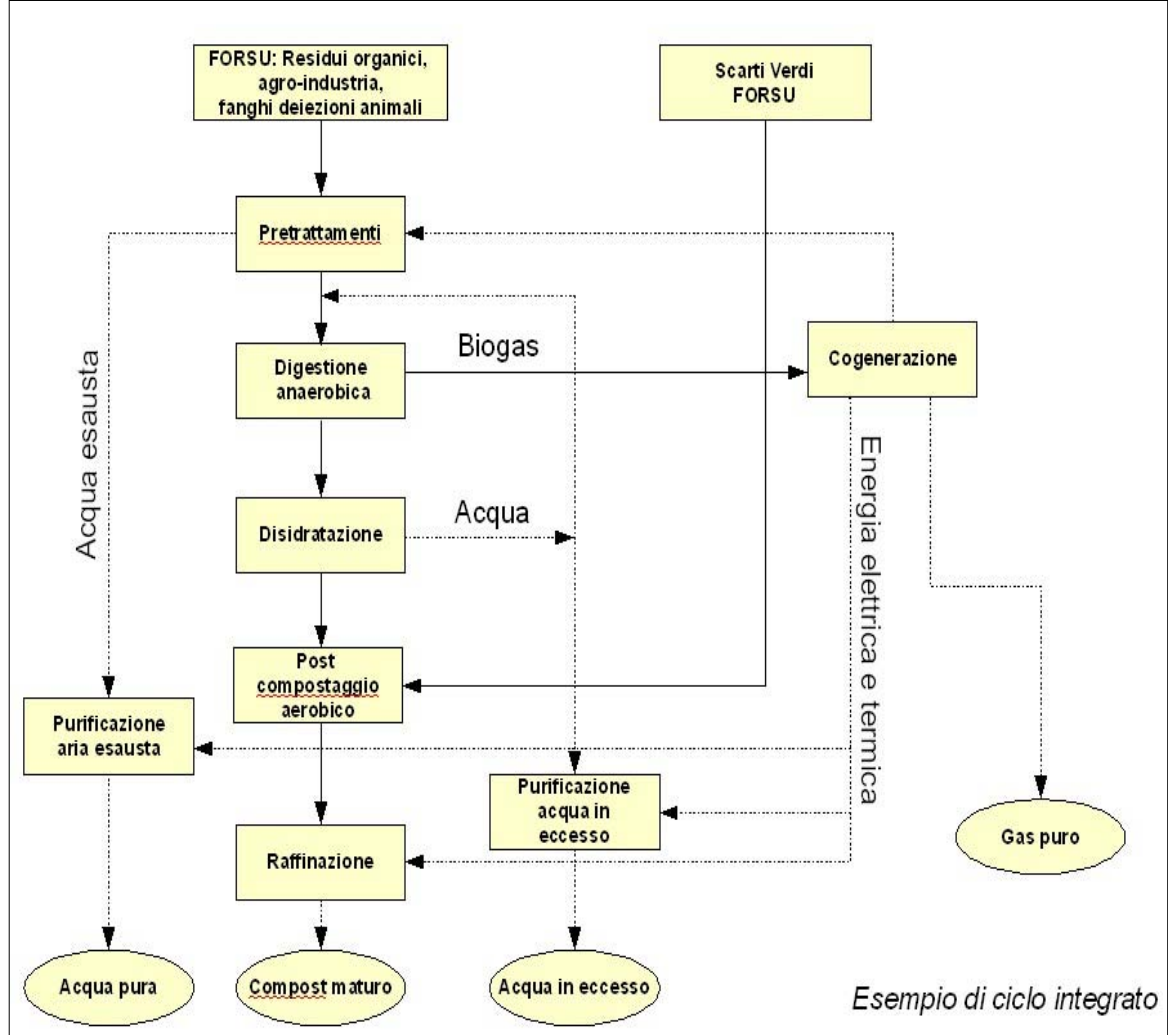 FORSU: Residui organici,
agro-industria,
fanghi deiezioni animali
Scarti Verdi
FORSU
Pretrattamenti
Acqua esausta
Biogas
Digestione
anaerobica
Cogenerazione
Energia elettrica e termica
Disidratazione
Acqua
Post
compostaggio
aerobico
Purificazione
aria esausta
Purificazione
acqua in
eccesso
Raffinazione
Gas puro
Acqua pura
Compost maturo
Acqua in eccesso
Esempio di ciclo integrato